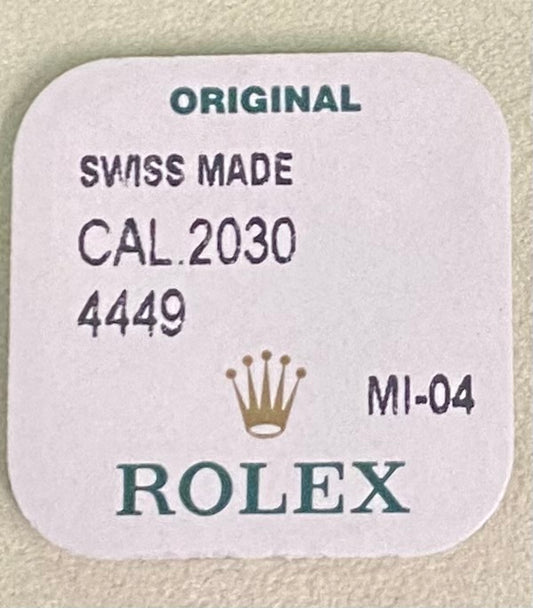 ORIGINAL
SWISS MADE
CAL.2030
4449
MI-04
ROLEX